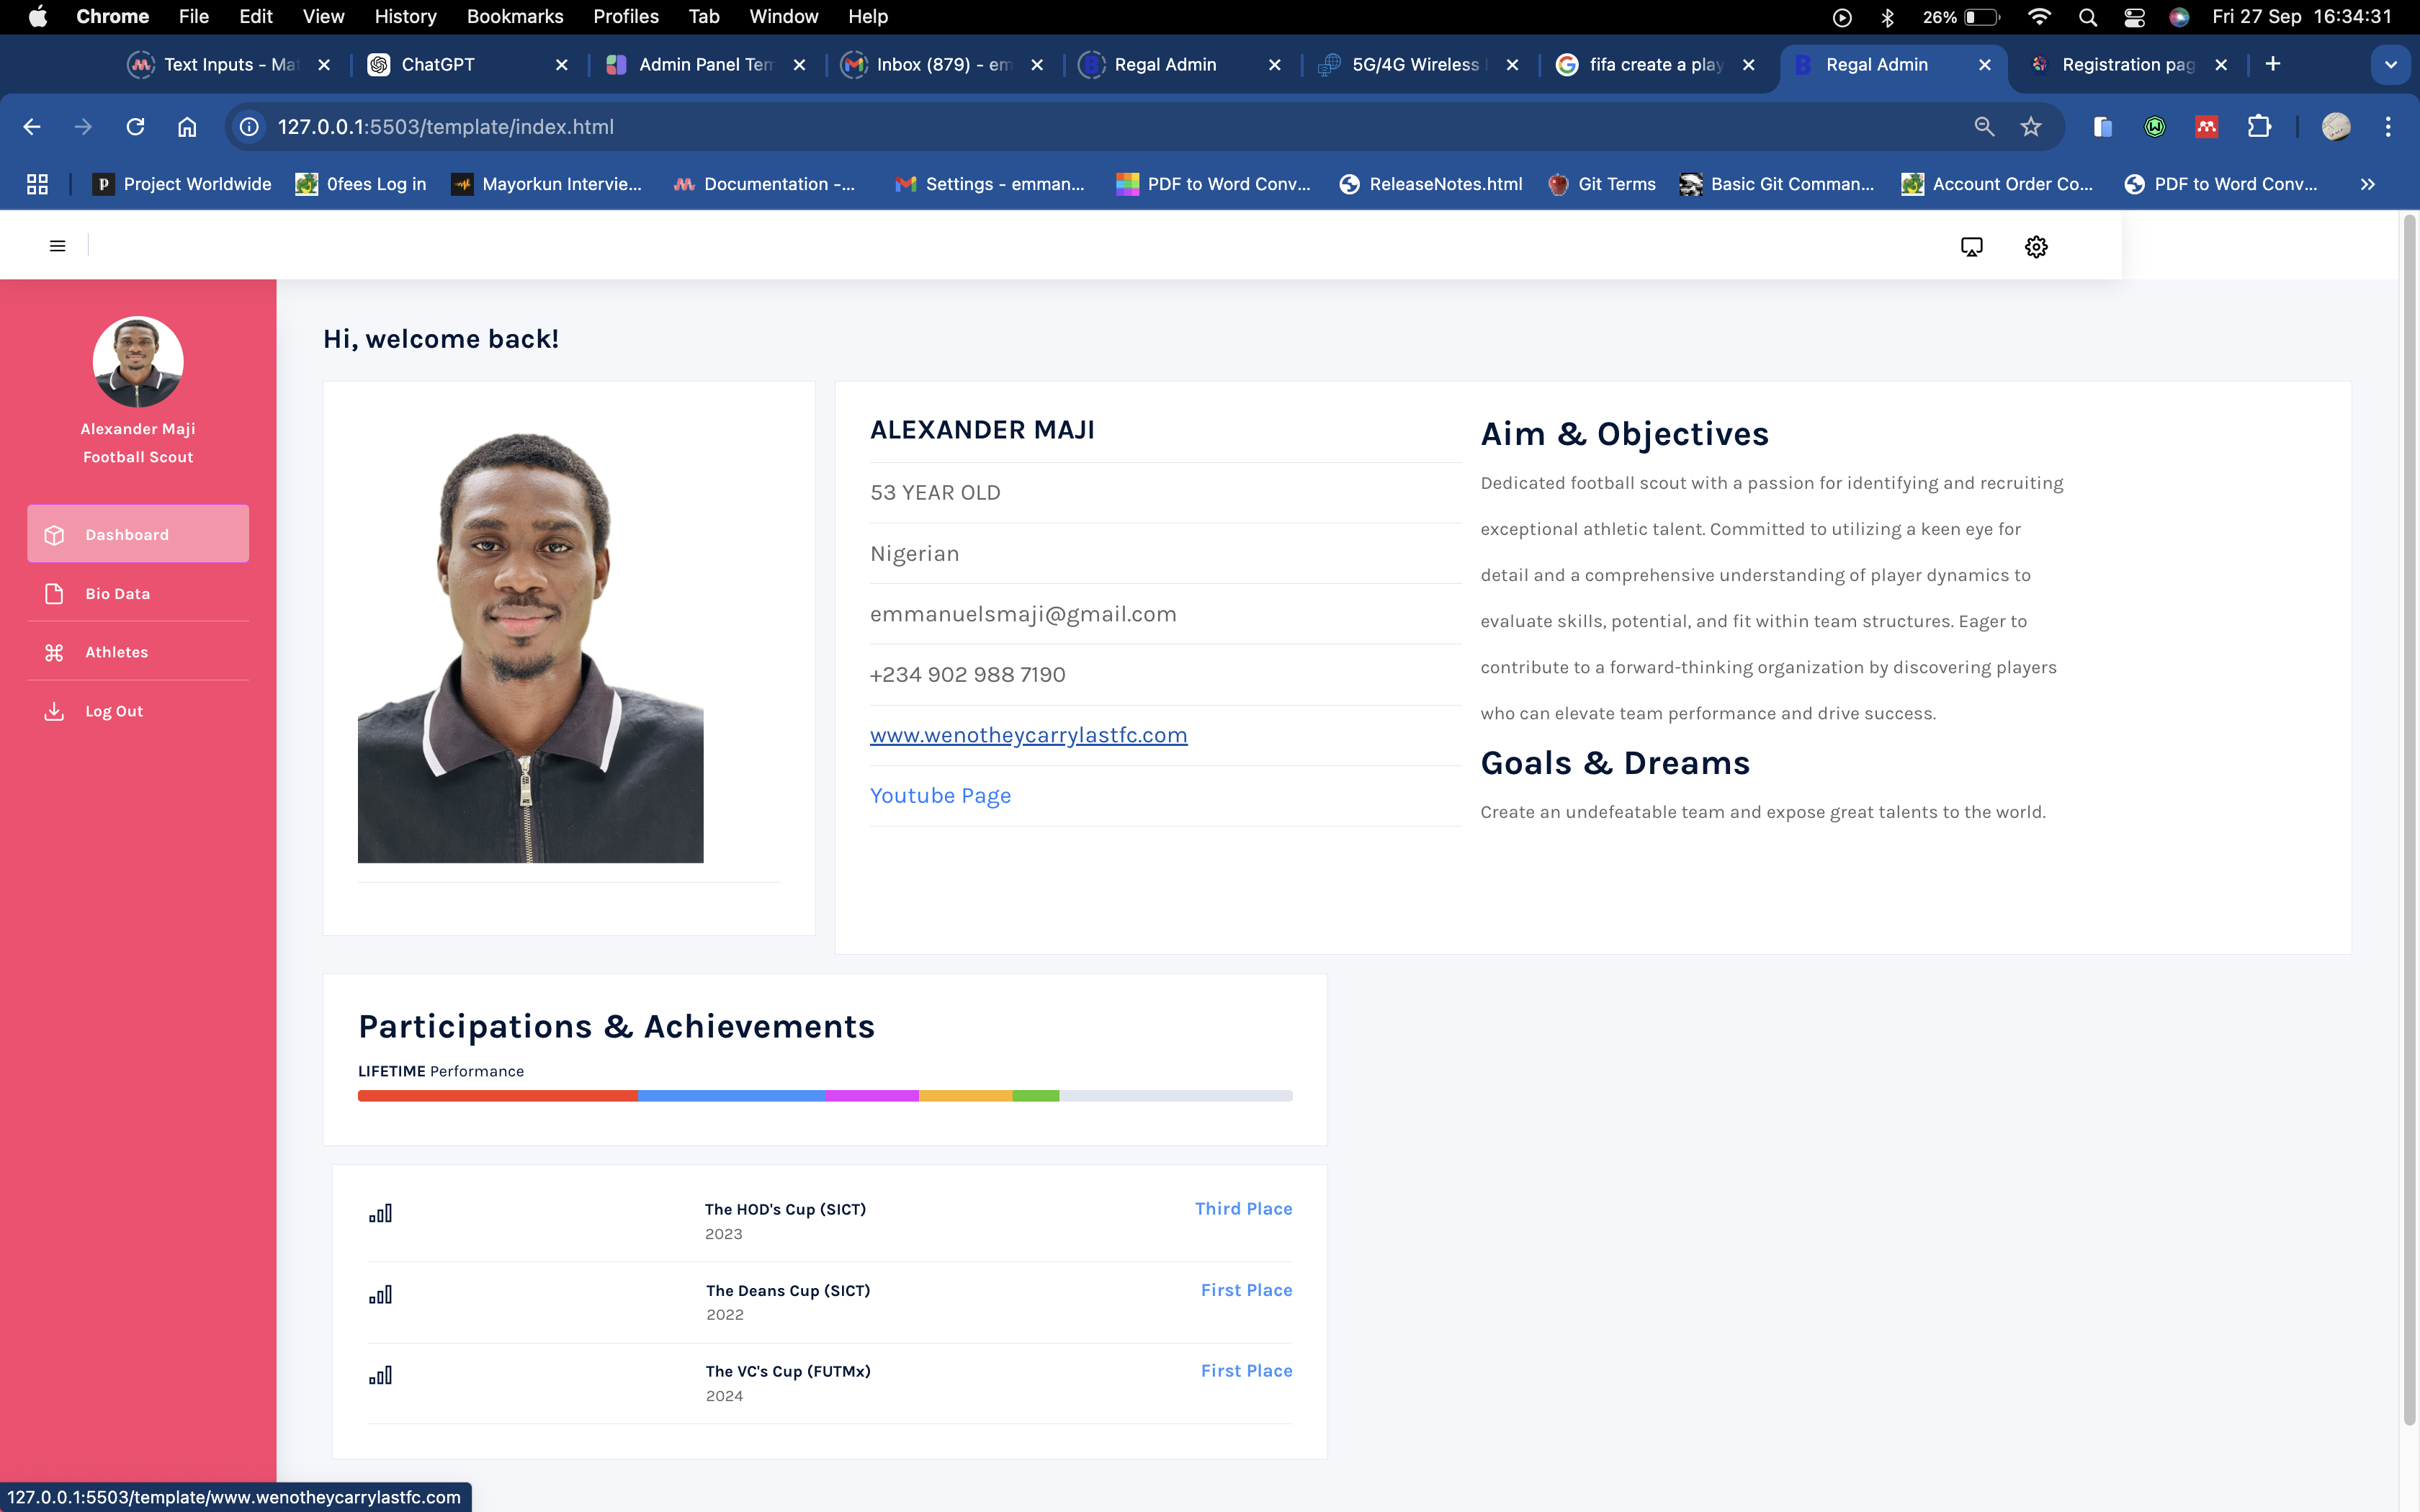 Chrome File Edit View History Bookmarks Profiles Tab Window Help 26% Fri 27 Sep 16:34:31
Text Inputs - Ma ChatGPT Admin Panel Tem Inbox (879) - em Regal Admin 5G/4G Wireless fifa create a play Regal Admin Registration pag
127.0.0.1:5503/template/index.html
Project Worldwide 0fees Log in Mayorkun Intervie... Documentation -... Settings - emman... PDF to Word Conv... ReleaseNotes.html Git Terms Basic Git Comman... Account Order Co... PDF to Word Conv...
Alexander Maji
Football Scout
Dashboard
Bio Data
Athletes
Log Out
Hi, welcome back!
ALEXANDER MAJI
53 YEAR OLD
Nigerian
emmanuelsmaji@gmail.com
+234 902 988 7190
www.wenotheycarrylastfc.com
Youtube Page
Aim & Objectives
Dedicated football scout with a passion for identifying and recruiting
exceptional athletic talent. Committed to utilizing a keen eye for
detail and a comprehensive understanding of player dynamics to
evaluate skills, potential, and fit within team structures. Eager to
contribute to a forward-thinking organization by discovering players
who can elevate team performance and drive success.
Goals & Dreams
Create an undefeatable team and expose great talents to the world.
Participations & Achievements
LIFETIME Performance
The HOD's Cup (SICT) Third Place
2023
The Deans Cup (SICT) First Place
2022
The VC's Cup (FUTMx) First Place
2024
127.0.0.1:5503/template/www.wenotheycarrylastfc.com